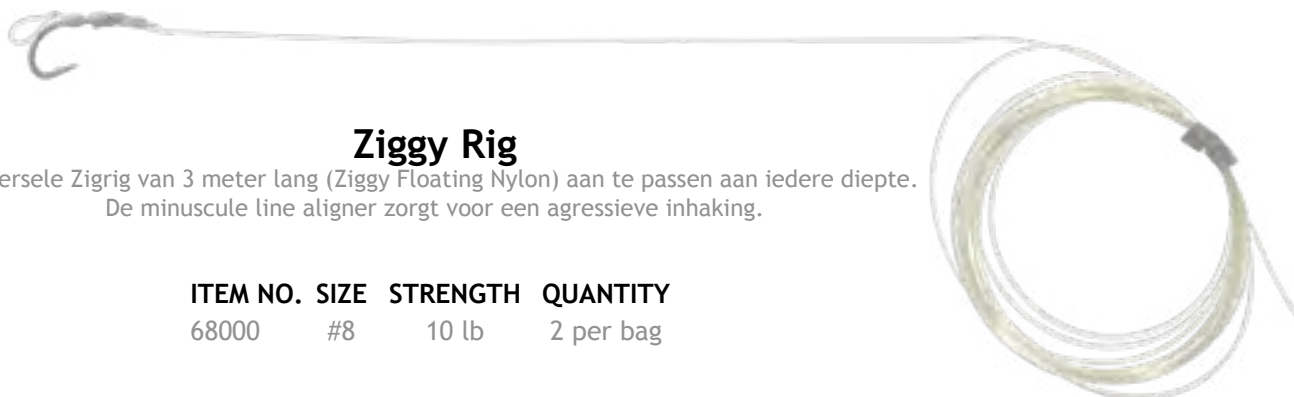 Ziggy Rig
ersele Zigrig van 3 meter lang (Ziggy Floating Nylon) aan te passen aan iedere diepte.
De minuscule line aligner zorgt voor een agressieve inhaking.
ITEM NO. SIZE STRENGTH QUANTITY
68000 #8 10 lb 2 per bag